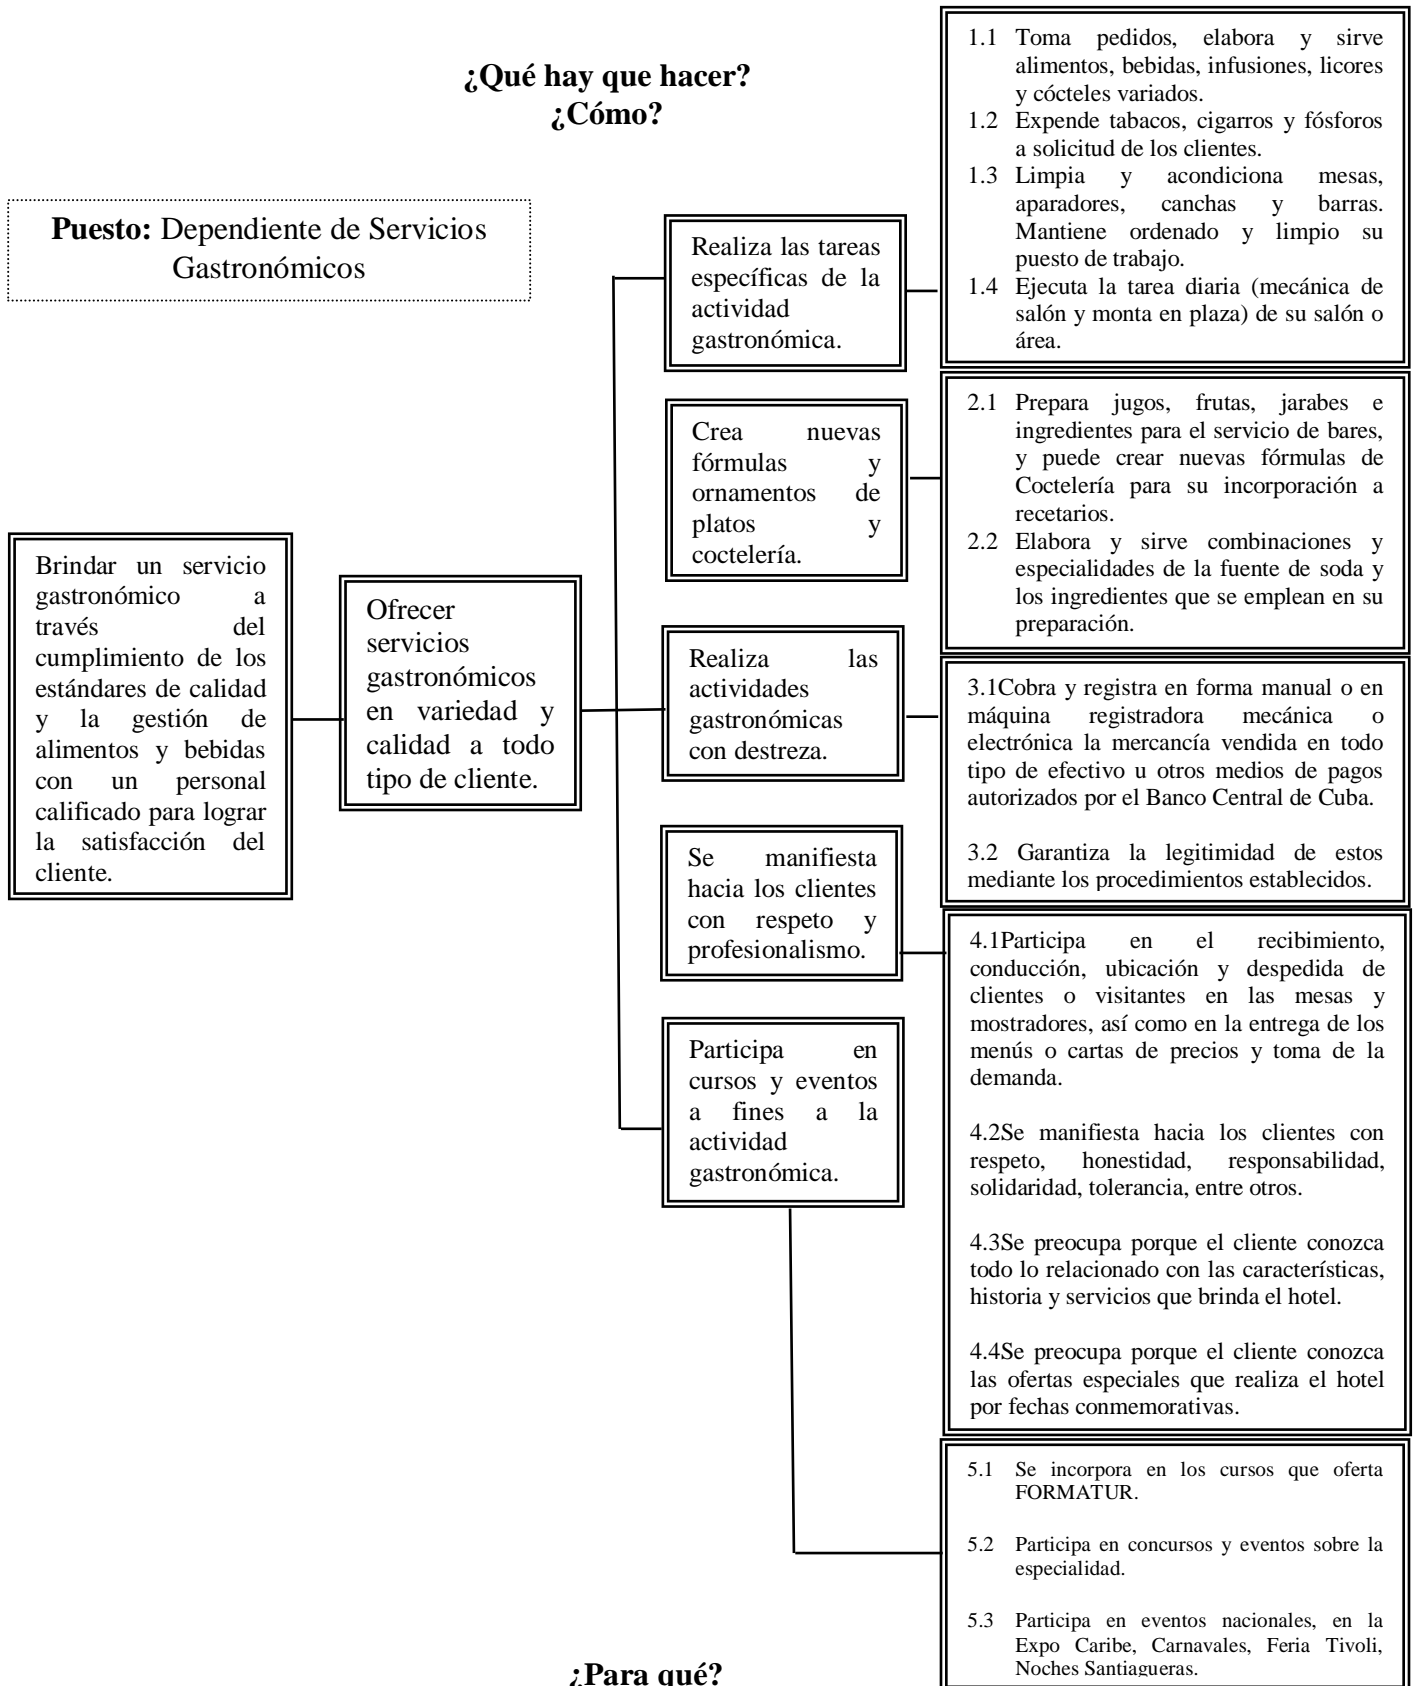 ¿Qué hay que hacer?
¿Cómo?
Puesto: Dependiente de Servicios
Gastronómicos
Brindar un servicio
gastronómico a
través del
cumplimiento de los
estándares de calidad
y la gestión de
alimentos y bebidas
con un personal
calificado para lograr
la satisfacción del
cliente.
Ofrecer
servicios
gastronómicos
en variedad y
calidad a todo
tipo de cliente.
Realiza las tareas
específicas de la
actividad
gastronómica.
Crea nuevas
fórmulas y
ornamentos de
platos y
coctelería.
Realiza las
actividades
gastronómicas
con destreza.
Se manifiesta
hacia los clientes
con respeto y
profesionalismo.
Participa en
cursos y eventos
a fines a la
actividad
gastronómica.
1.1 Toma pedidos, elabora y sirve
alimentos, bebidas, infusiones, licores
y cócteles variados.
1.2 Expende tabacos, cigarros y fósforos
a solicitud de los clientes.
1.3 Limpia y acondiciona mesas,
aparadores, canchas y barras.
Mantiene ordenado y limpio su
puesto de trabajo.
1.4 Ejecuta la tarea diaria (mecánica de
salón y monta en plaza) de su salón o
área.
2.1 Prepara jugos, frutas, jarabes e
ingredientes para el servicio de bares,
y puede crear nuevas fórmulas de
Coctelería para su incorporación a
recetarios.
2.2 Elabora y sirve combinaciones y
especialidades de la fuente de soda y
los ingredientes que se emplean en su
preparación.
3.1Cobra y registra en forma manual o en
máquina registradora mecánica o
electrónica la mercancía vendida en todo
tipo de efectivo u otros medios de pagos
autorizados por el Banco Central de Cuba.
3.2 Garantiza la legitimidad de estos
mediante los procedimientos establecidos.
4.1Participa en el recibimiento,
conducción, ubicación y despedida de
clientes o visitantes en las mesas y
mostradores, así como en la entrega de los
menús o cartas de precios y toma de la
demanda.
4.2Se manifiesta hacia los clientes con
respeto, honestidad, responsabilidad,
solidaridad, tolerancia, entre otros.
4.3Se preocupa porque el cliente conozca
todo lo relacionado con las características,
historia y servicios que brinda el hotel.
4.4Se preocupa porque el cliente conozca
las ofertas especiales que realiza el hotel
por fechas conmemorativas.
5.1 Se incorpora en los cursos que oferta
FORMATUR.
5.2 Participa en concursos y eventos sobre la
especialidad.
5.3 Participa en eventos nacionales, en la
Expo Caribe, Carnavales, Feria Tivoli,
Noches Santiagueras.
¿Para qué?